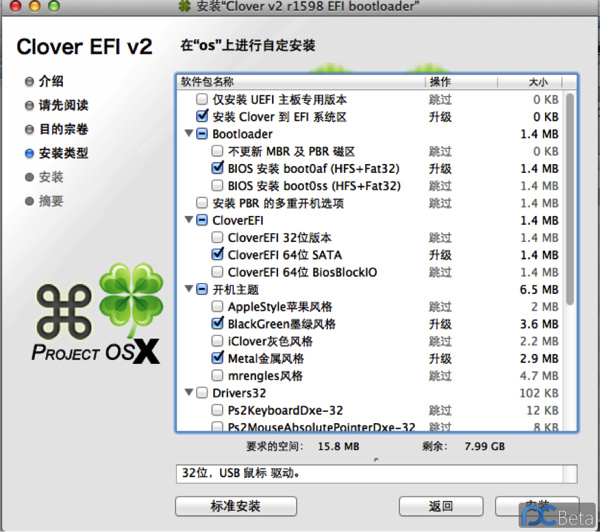 安装“Clover v2 r1598 EFI bootloader”
Clover EFI v2
在“os”上进行自定安装
介绍
请先阅读
目的宗卷
安装类型
安装
摘要
PROJECT OSX
软件包名称 操作 大小
仅安装 UEFI 主板专用版本 跳过 0 KB
安装 Clover 到 EFI 系统区 升级 0 KB
Bootloader 1.4 MB
不更新 MBR 及 PBR 磁区 跳过 0 KB
BIOS 安装 boot0af (HFS+Fat32) 升级 1.4 MB
BIOS 安装 boot0ss (HFS+Fat32) 跳过 1.4 MB
安装 PBR 的多重开机选项 跳过 1.4 MB
CloverEFI 1.4 MB
CloverEFI 32位版本 跳过 1.4 MB
CloverEFI 64位 SATA 升级 1.4 MB
CloverEFI 64位 BiosBlockIO 跳过 1.4 MB
开机主题 6.5 MB
AppleStyle苹果风格 跳过 2 MB
BlackGreen墨绿风格 升级 3.6 MB
iClover灰色风格 跳过 2.2 MB
Metal金属风格 升级 2.9 MB
mrengles风格 跳过 4.7 MB
Drivers32 102 KB
Ps2KeyboardDxe-32 跳过 12 KB
Ps2MouseAbsolutePointerDxe-32 跳过 8 KB
要求的空间: 15.8 MB 剩余: 7.99 GB
32位，USB 鼠标 驱动。
标准安装 返回 安装
PCBeta